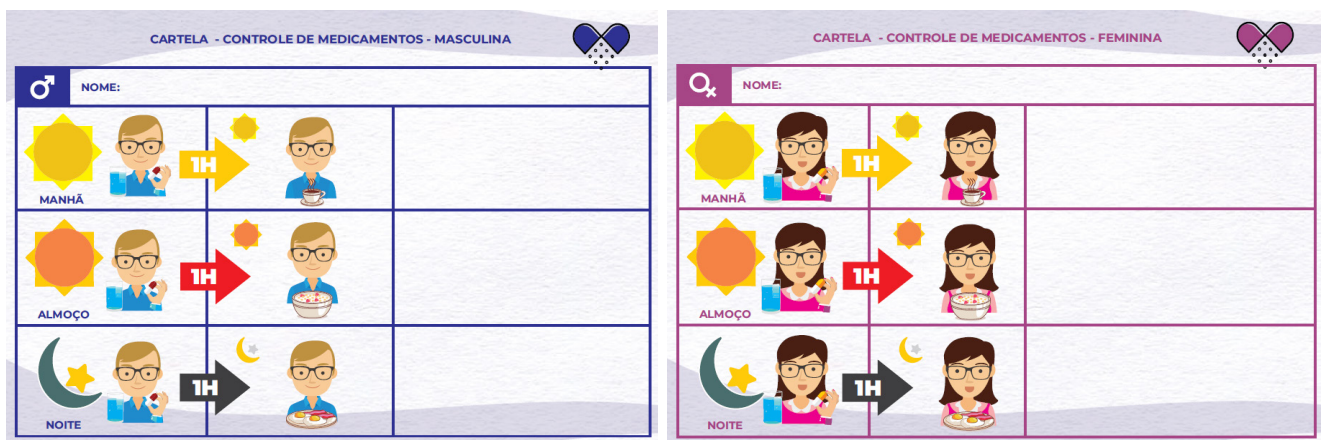 CARTELA - CONTROLE DE MEDICAMENTOS - MASCULINA
NOME:
1H
MANHÃ
1H
ALMOÇO
1H
NOITE
CARTELA - CONTROLE DE MEDICAMENTOS - FEMININA
NOME:
1H
MANHÃ
1H
ALMOÇO
1H
NOITE